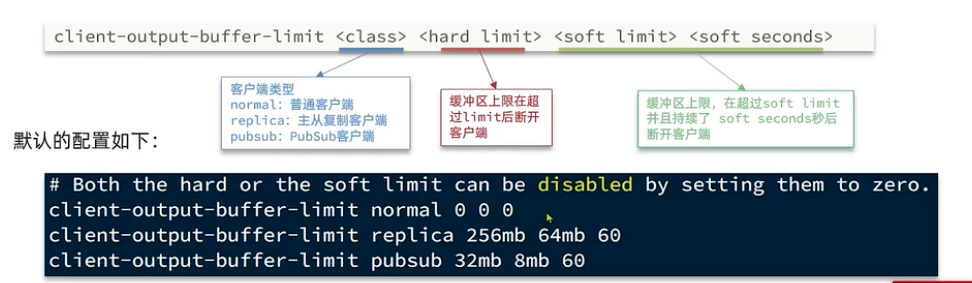 client-output-buffer-limit <class> <hard limit> <soft limit> <soft seconds>
客户端类型
normal：普通客户端
replica：主从复制客户端
pubsub：PubSub客户端
缓冲区上限在超
过limit后断开
客户端
缓冲区上限，在超过soft limit
并且持续了 soft seconds秒后
断开客户端
默认的配置如下：
# Both the hard or the soft limit can be disabled by setting them to zero.
client-output-buffer-limit normal 0 0 0
client-output-buffer-limit replica 256mb 64mb 60
client-output-buffer-limit pubsub 32mb 8mb 60